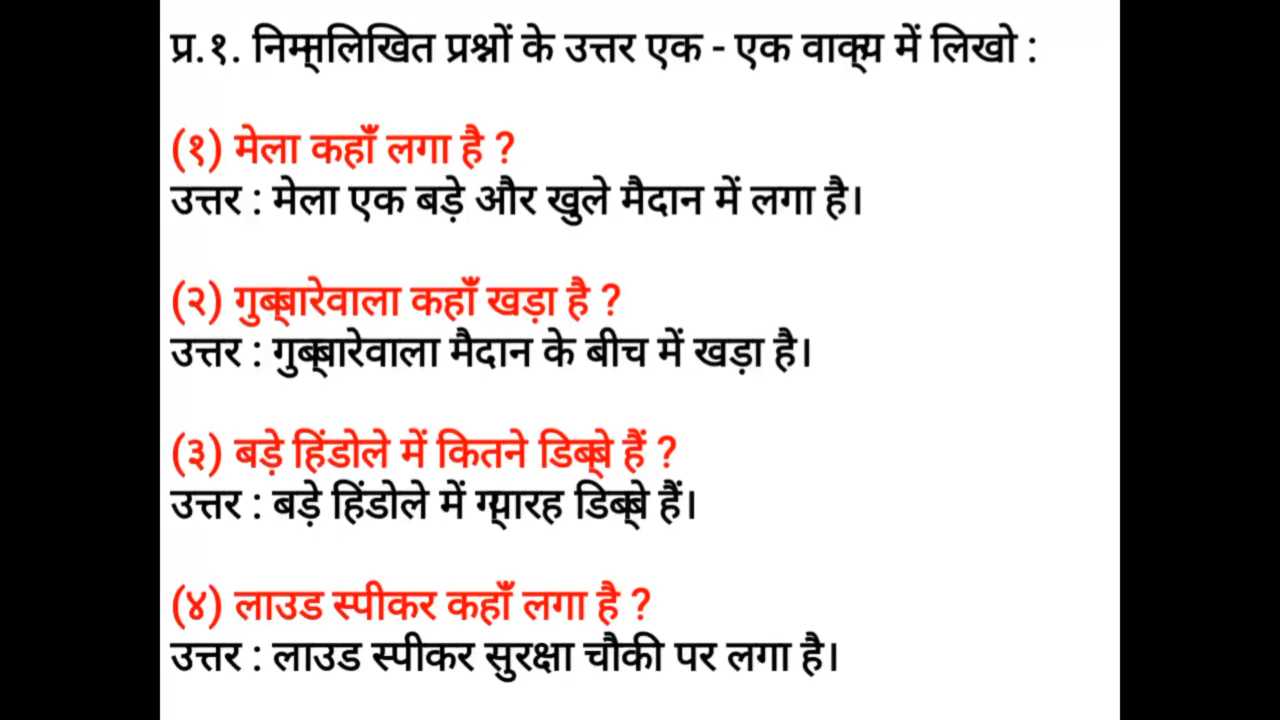 प्र.१. निम्नलिखित प्रश्नों के उत्तर एक - एक वाक्य में लिखो :
(१) मेला कहाँ लगा है ?
उत्तर : मेला एक बड़े और खुले मैदान में लगा है।
(२) गुब्बारेवाला कहाँ खड़ा है ?
उत्तर : गुब्बारेवाला मैदान के बीच में खड़ा है।
(३) बड़े हिंडोले में कितने डिब्बे हैं ?
उत्तर : बड़े हिंडोले में ग्यारह डिब्बे हैं।
(४) लाउड स्पीकर कहाँ लगा है ?
उत्तर : लाउड स्पीकर सुरक्षा चौकी पर लगा है।